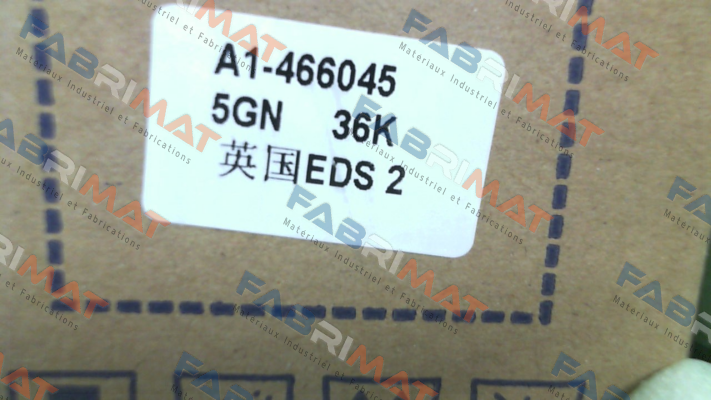 A1-466045
5GN 36K
英国EDS 2
FABRIMAT
Materiaux Industriel et Fabrications